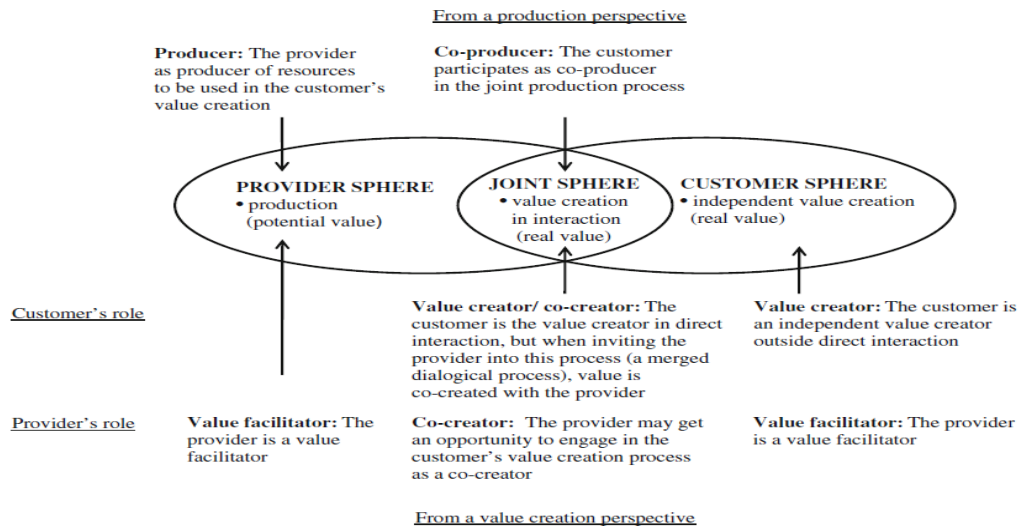 From a production perspective
Producer: The provider
as producer of resources
to be used in the customer's
value creation
Co-producer: The customer
participates as co-producer
in the joint production process
PROVIDER SPHERE
• production
(potential value)
JOINT SPHERE
• value creation
in interaction
(real value)
CUSTOMER SPHERE
• independent value creation
(real value)
Customer's role
Value creator/ co-creator: The
customer is the value creator in direct
interaction, but when inviting the
provider into this process (a merged
dialogical process), value is
co-created with the provider
Value creator: The customer is
an independent value creator
outside direct interaction
Provider's role
Value facilitator: The
provider is a value
facilitator
Co-creator: The provider may get
an opportunity to engage in the
customer's value creation process
as a co-creator
Value facilitator: The provider
is a value facilitator
From a value creation perspective